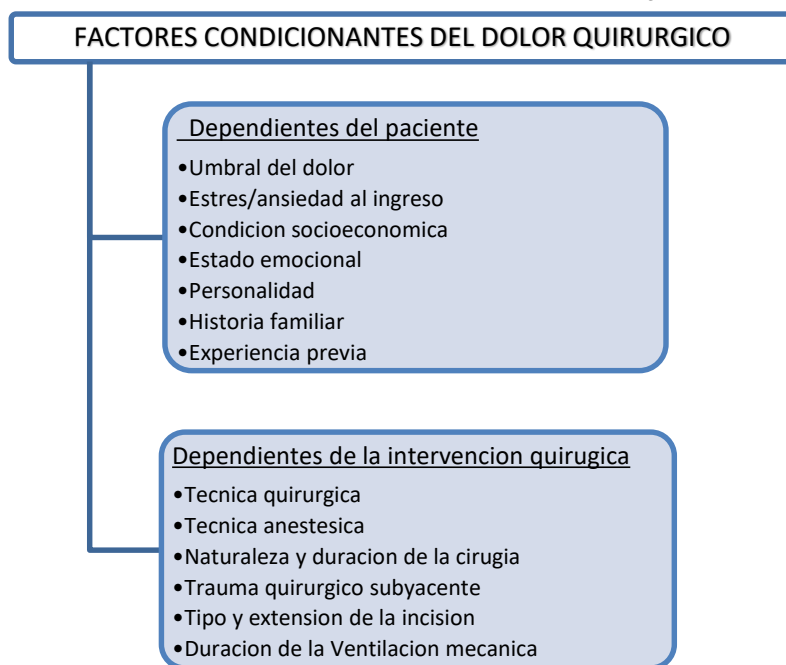 FACTORES CONDICIONANTES DEL DOLOR QUIRURGICO
Dependientes del paciente
•Umbral del dolor
•Estres/ansiedad al ingreso
•Condicion socioeconomica
•Estado emocional
•Personalidad
•Historia familiar
•Experiencia previa
Dependientes de la intervencion quirugica
•Tecnica quirurgica
•Tecnica anestesica
•Naturaleza y duracion de la cirugia
•Trauma quirurgico subyacente
•Tipo y extension de la incision
•Duracion de la Ventilacion mecanica